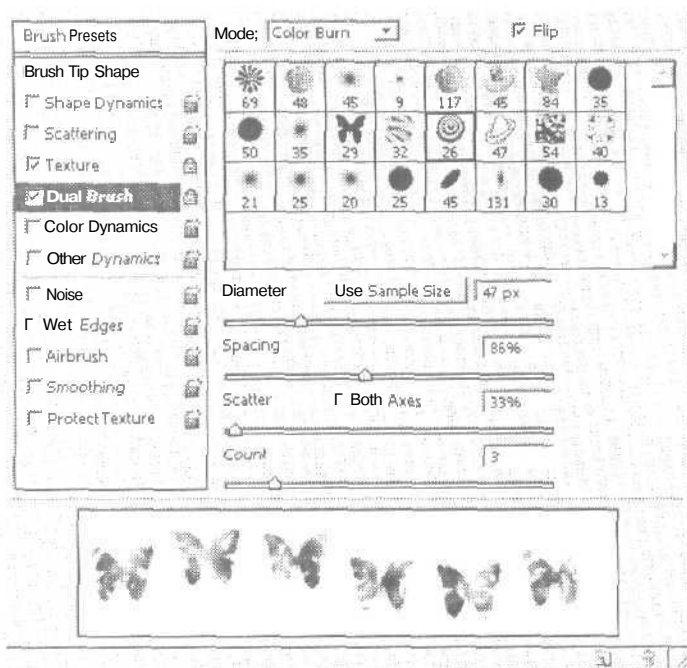 Brush Presets
Brush Tip Shape
Shape Dynamics
Scattering
Texture
Dual Brush
Color Dynamics
Other Dynamics
Noise
Wet Edges
Airbrush
Smoothing
Protect Texture
Mode; Color Burn
Flip
69 48 45 9 117 45 84 35
50 35 29 32 26 47 54 40
21 25 20 25 45 131 30 13
Diameter Use Sample Size 47 px
Spacing 86%
Scatter Both Axes 33%
Count 3